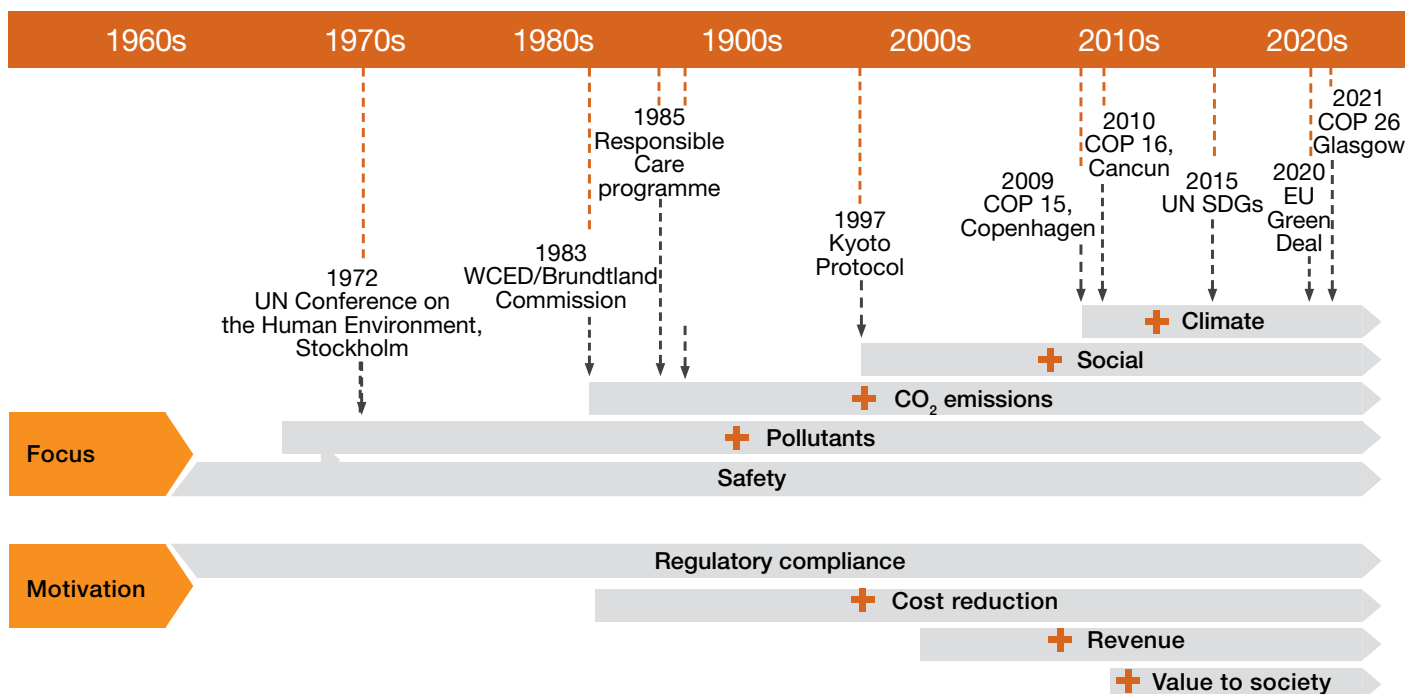 1960s 1970s 1980s 1900s 2000s 2010s 2020s
1972
UN Conference on
the Human Environment,
Stockholm
1983
WCED/Brundtland
Commission
1985
Responsible
Care
programme
1997
Kyoto
Protocol
2009
COP 15,
Copenhagen
2010
COP 16,
Cancun
2015
UN SDGs
2020
EU
Green
Deal
2021
COP 26
Glasgow
Focus
+ Climate
+ Social
+ CO₂ emissions
+ Pollutants
Safety
Motivation
Regulatory compliance
+ Cost reduction
+ Revenue
+ Value to society